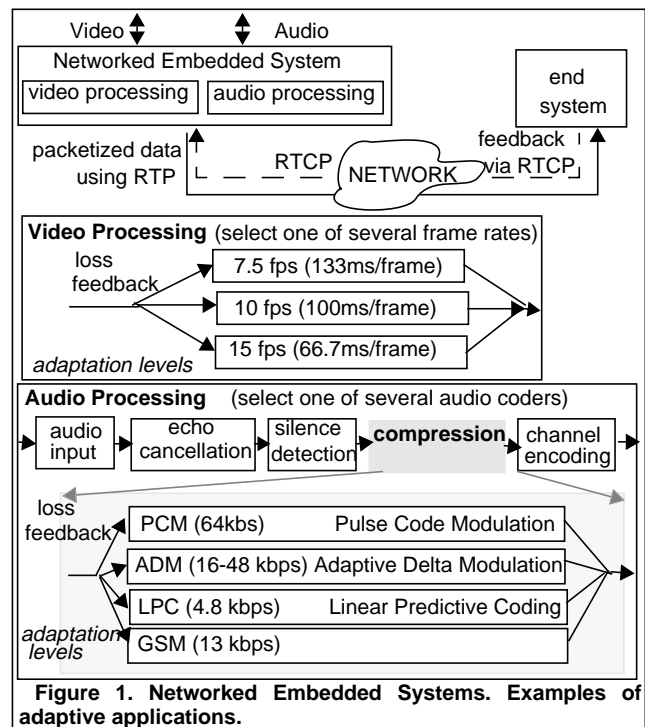 Video Audio
Networked Embedded System
video processing audio processing
end
system
packetized data
using RTP
RTCP
NETWORK
feedback
via RTCP
Video Processing (select one of several frame rates)
loss
feedback
7.5 fps (133ms/frame)
10 fps (100ms/frame)
15 fps (66.7ms/frame)
adaptation levels
Audio Processing (select one of several audio coders)
audio
input
echo
cancellation
silence
detection
compression
channel
encoding
loss
feedback
PCM (64kbs) Pulse Code Modulation
ADM (16-48 kbps) Adaptive Delta Modulation
LPC (4.8 kbps) Linear Predictive Coding
GSM (13 kbps)
adaptation
levels
Figure 1. Networked Embedded Systems. Examples of
adaptive applications.